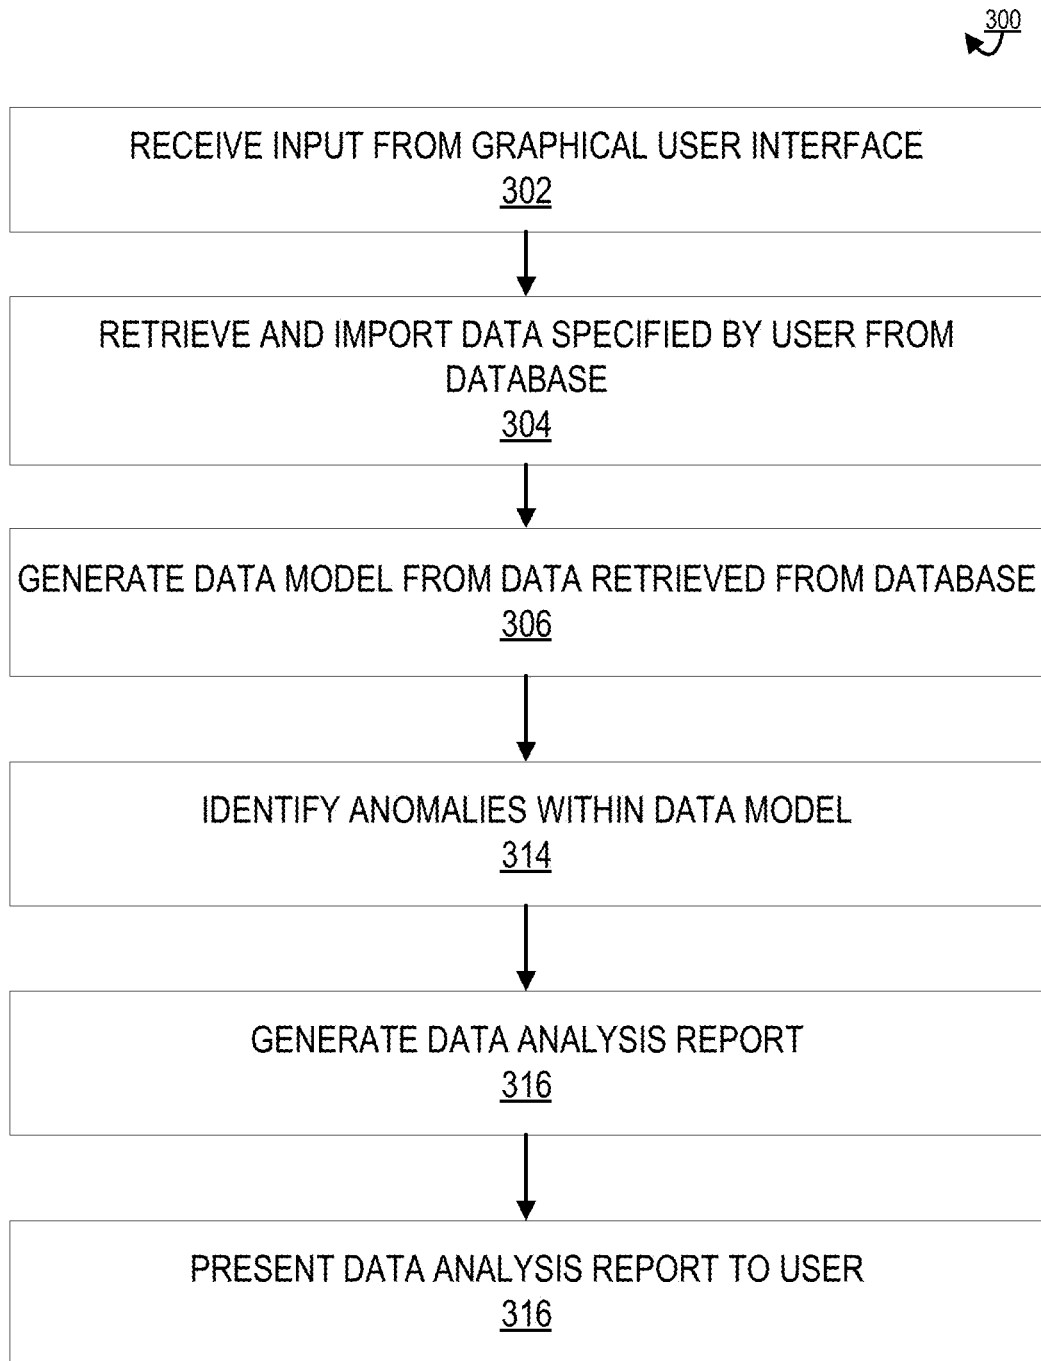 300
RECEIVE INPUT FROM GRAPHICAL USER INTERFACE
302
RETRIEVE AND IMPORT DATA SPECIFIED BY USER FROM
DATABASE
304
GENERATE DATA MODEL FROM DATA RETRIEVED FROM DATABASE
306
IDENTIFY ANOMALIES WITHIN DATA MODEL
314
GENERATE DATA ANALYSIS REPORT
316
PRESENT DATA ANALYSIS REPORT TO USER
316